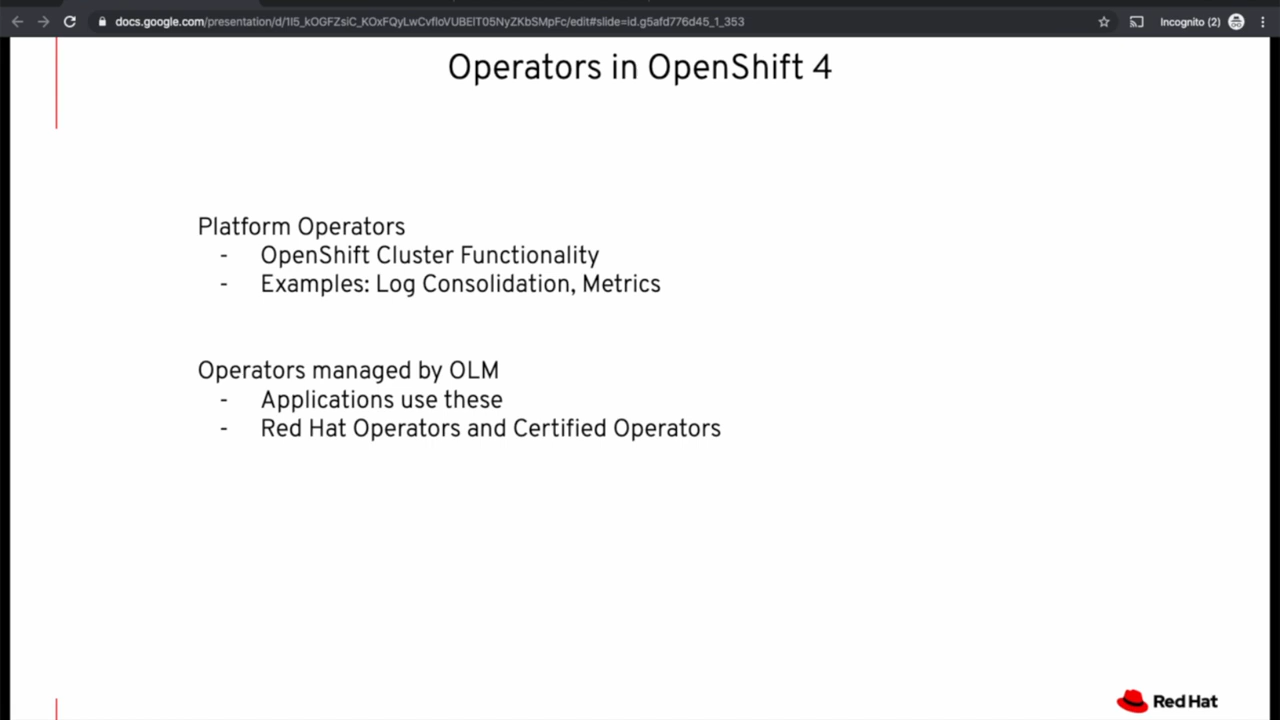 docs.google.com/presentation/d/1I5_kOGFZsiC_KOxFQyLwCvfloVUBElT05NyZKbSMpFc/edit#slide=id.g5afd776d45_1_353
Incognito (2)
Operators in OpenShift 4
Platform Operators
- OpenShift Cluster Functionality
- Examples: Log Consolidation, Metrics
Operators managed by OLM
- Applications use these
- Red Hat Operators and Certified Operators
Red Hat